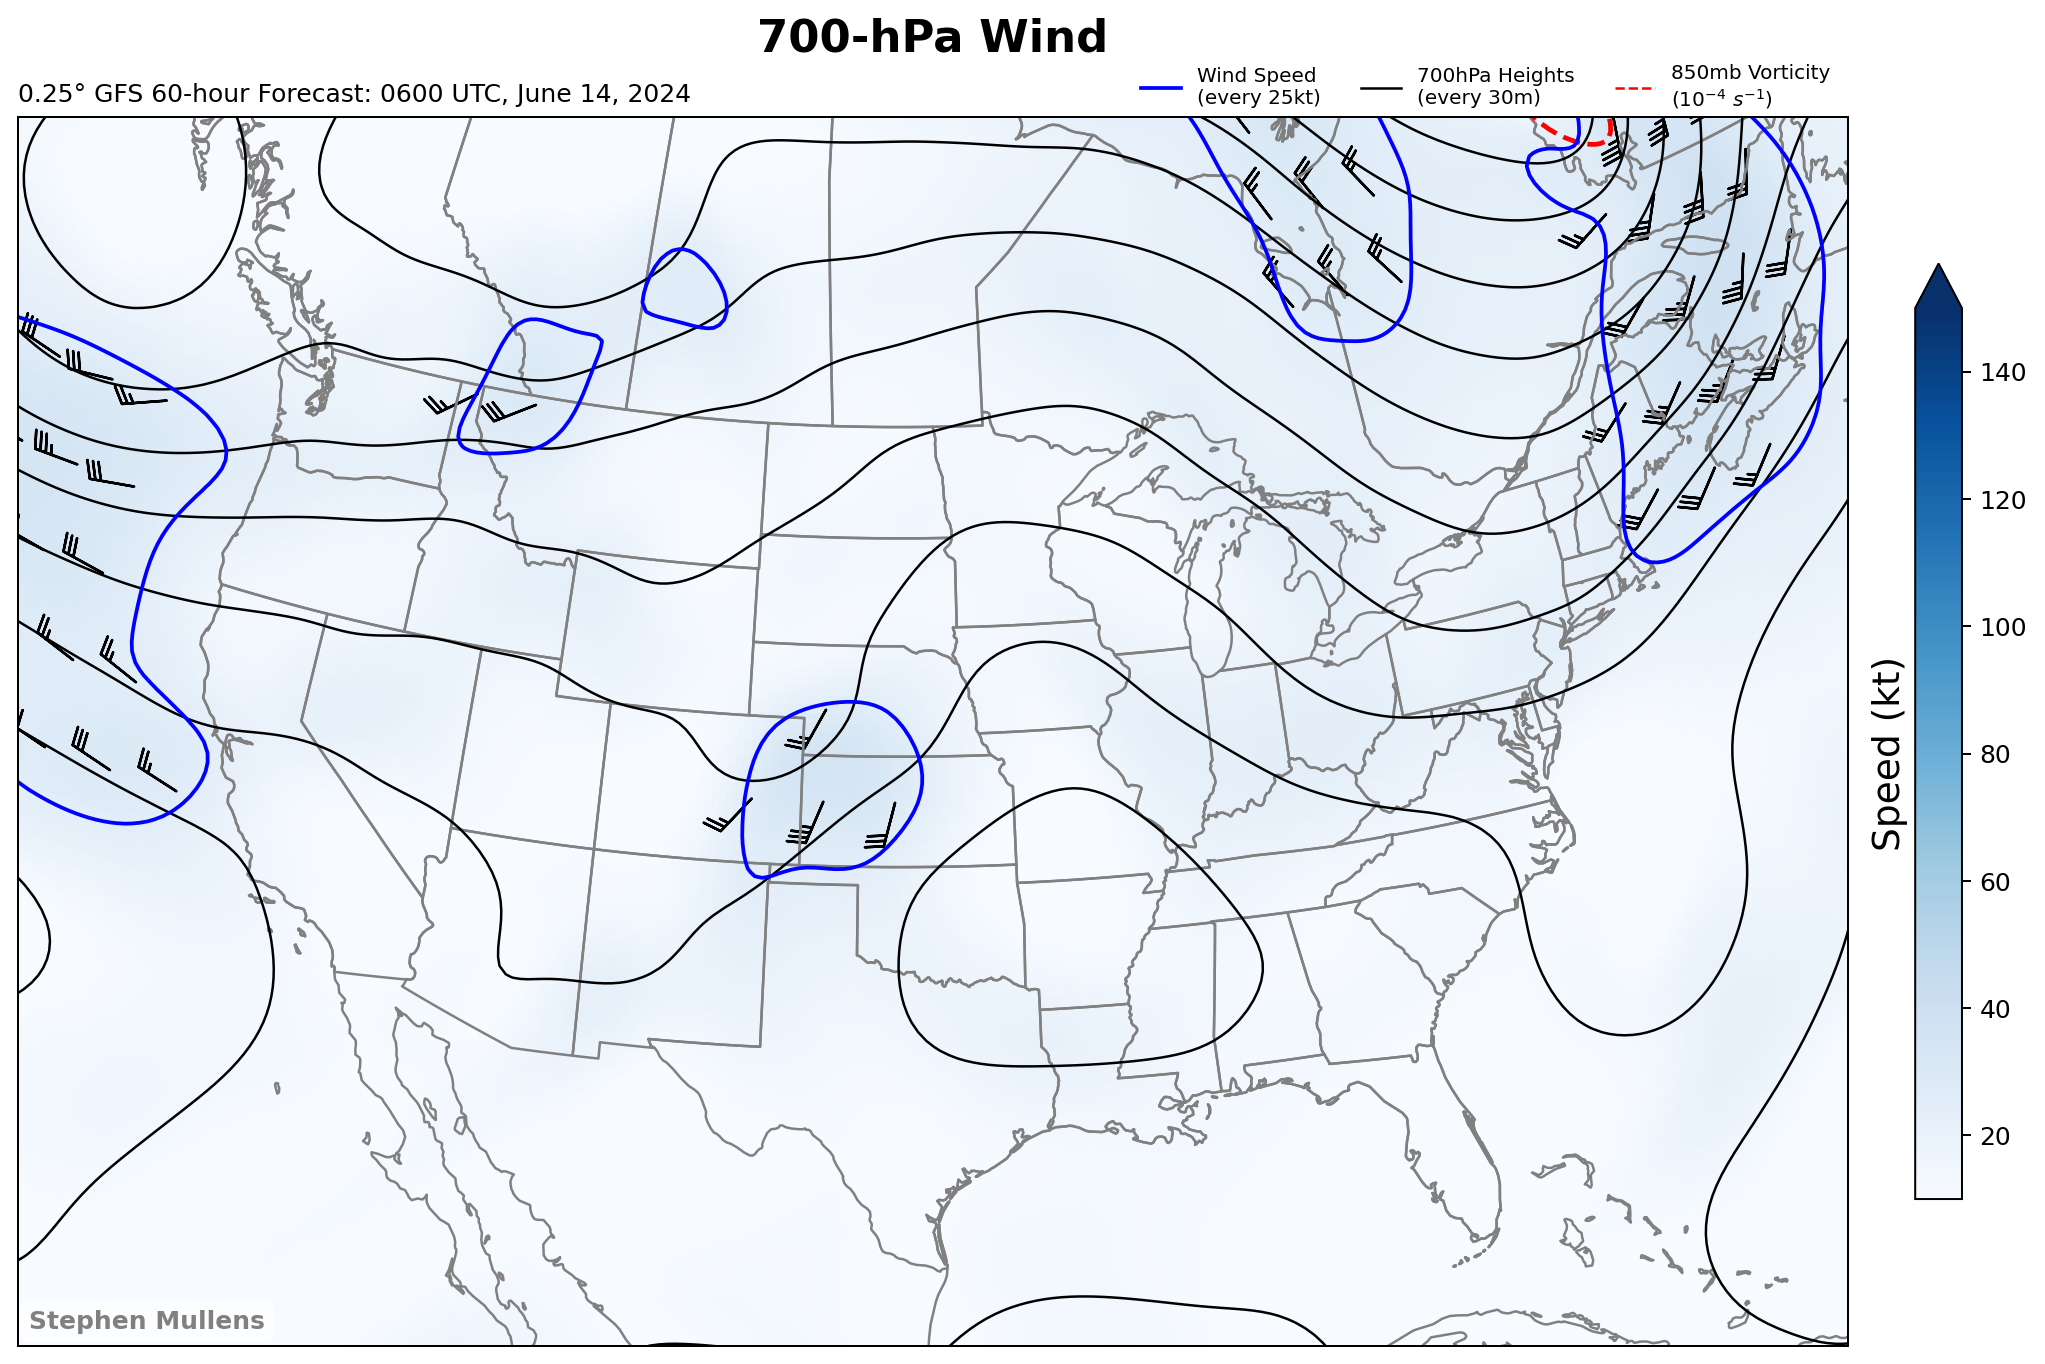 700-hPa Wind
0.25° GFS 60-hour Forecast: 0600 UTC, June 14, 2024
Wind Speed
(every 25kt)
700hPa Heights
(every 30m)
850mb Vorticity
(10⁻⁴ s⁻¹)
140
120
100
80
60
40
20
Speed (kt)
Stephen Mullens